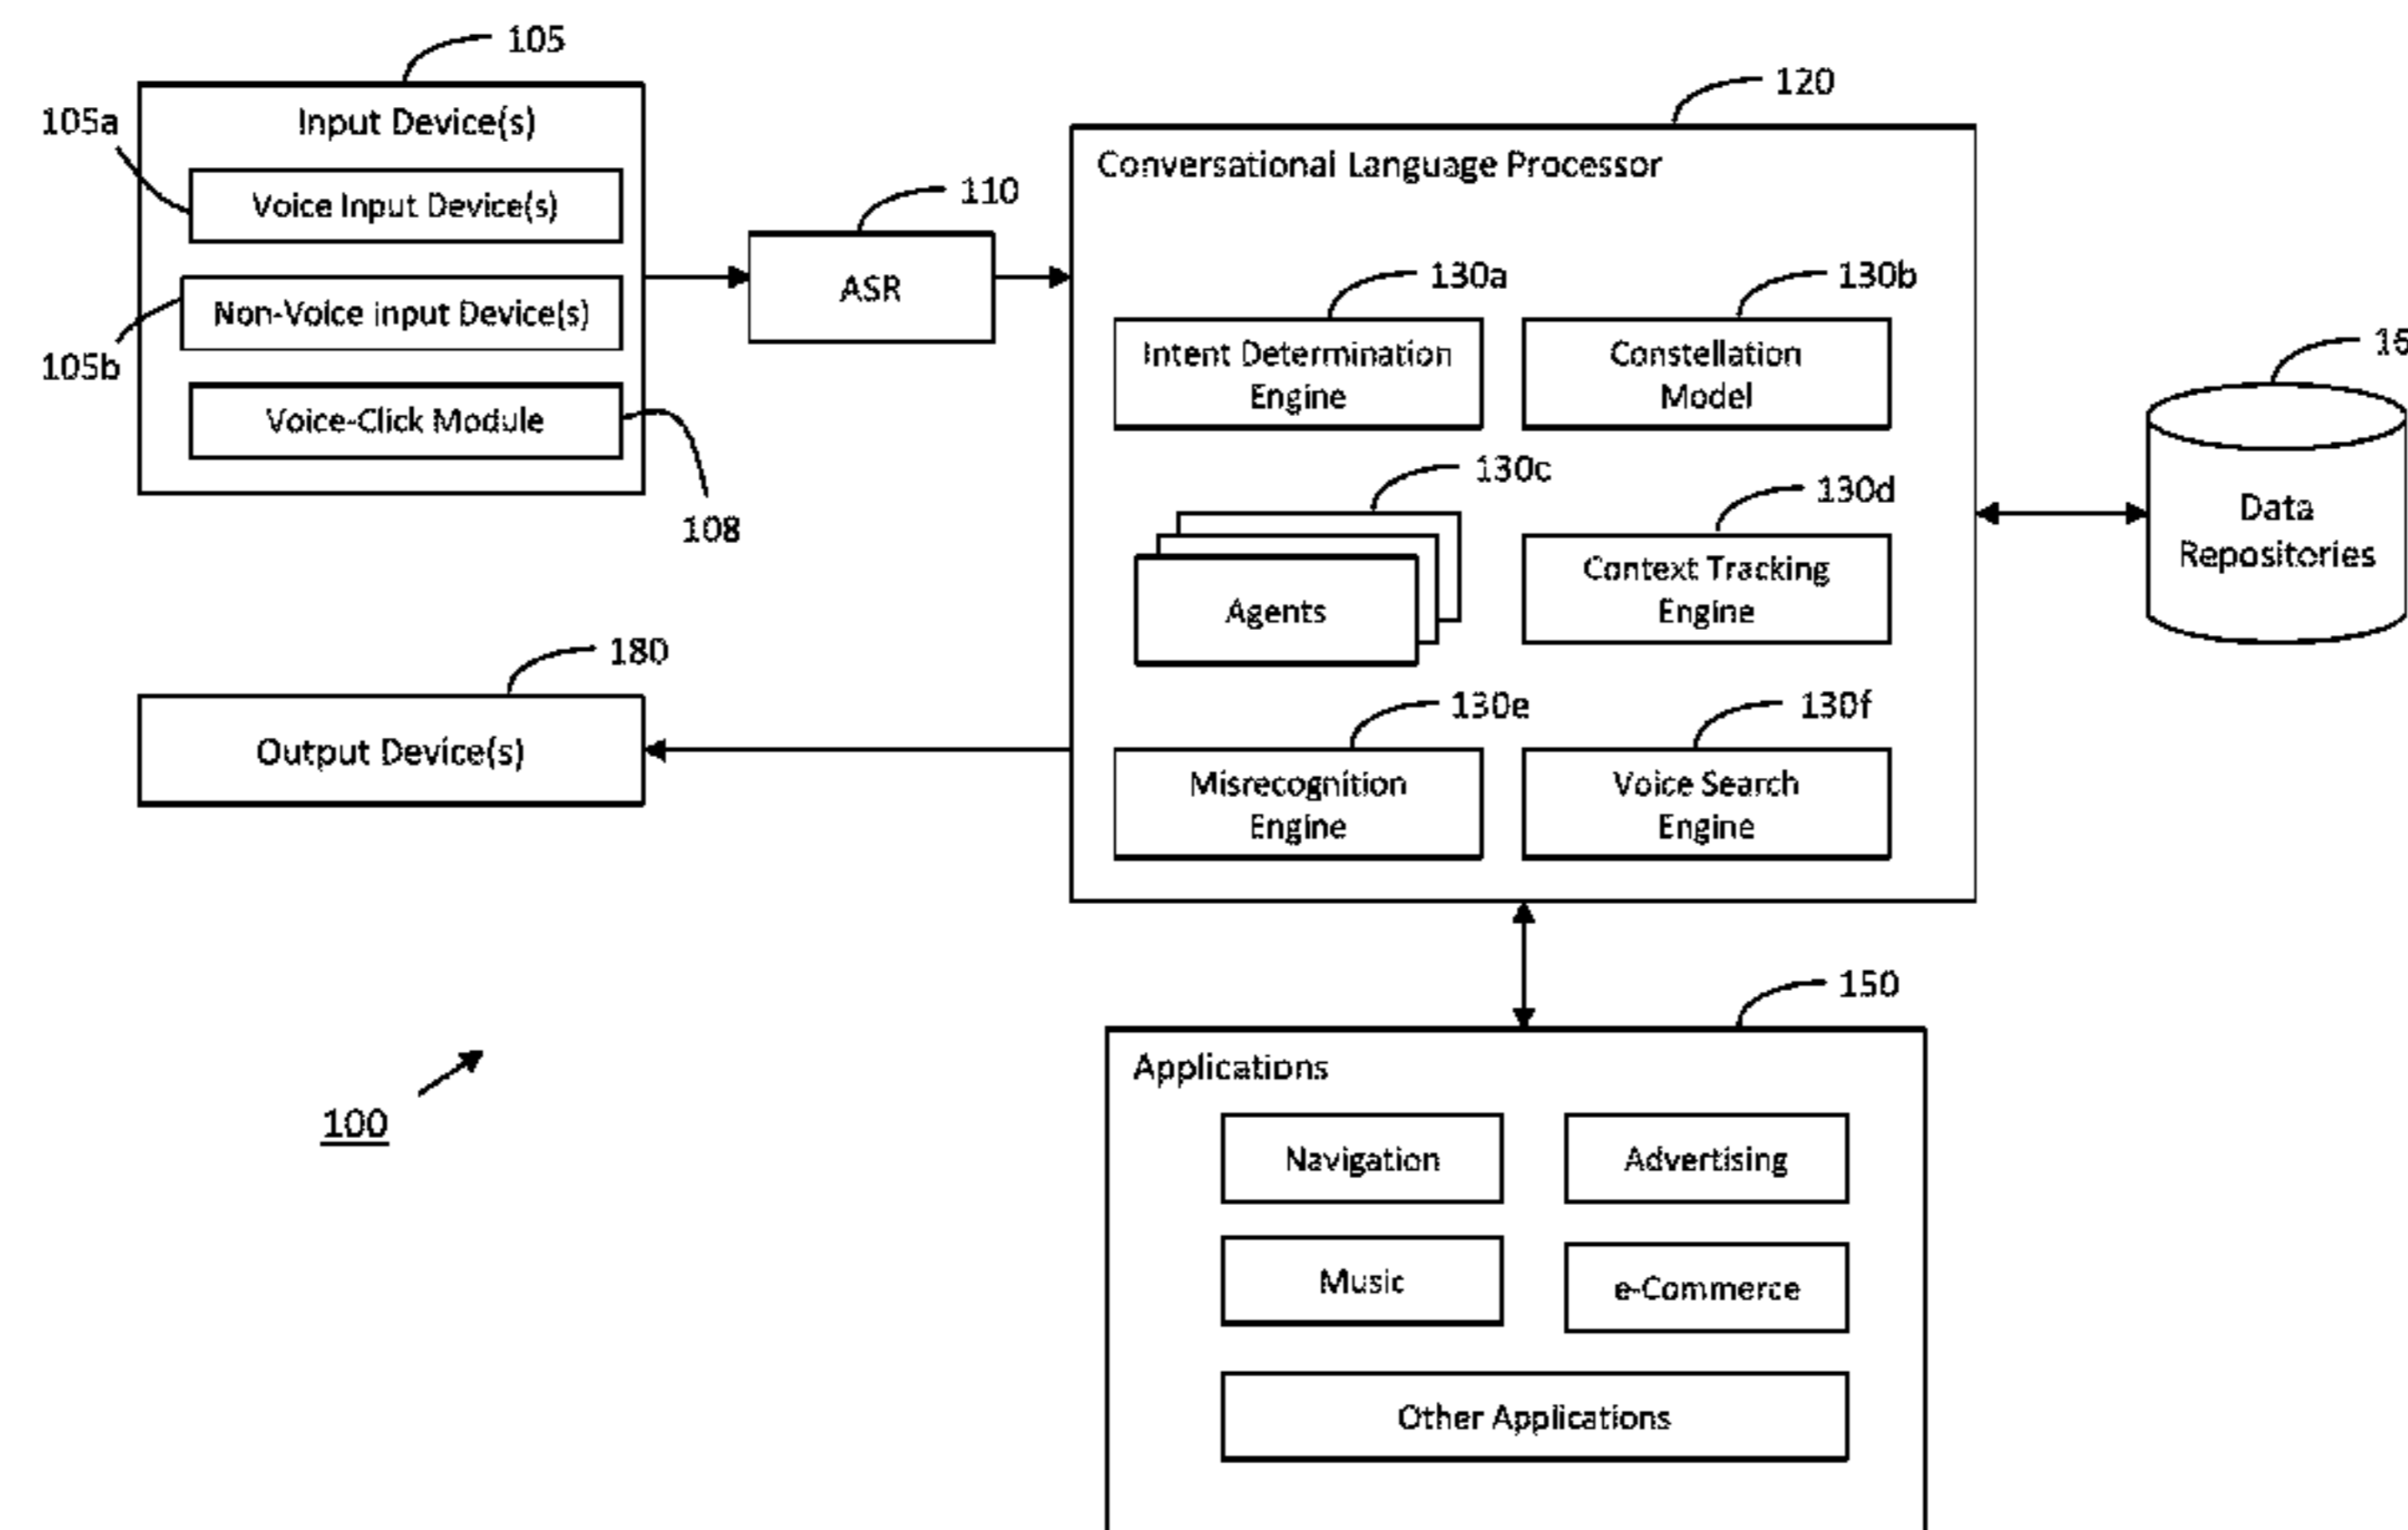 105
Input Device(s)
105a
Voice Input Device(s)
Non-Voice input Device(s)
105b
Voice-Click Module
108
110
ASR
120
Conversational Language Processor
130a
Intent Determination
Engine
130b
Constellation
Model
130c
Agents
130d
Context Tracking
Engine
130e
Misrecognition
Engine
130f
Voice Search
Engine
16
Data
Repositories
180
Output Device(s)
100
150
Applications
Navigation
Advertising
Music
e-Commerce
Other Applications